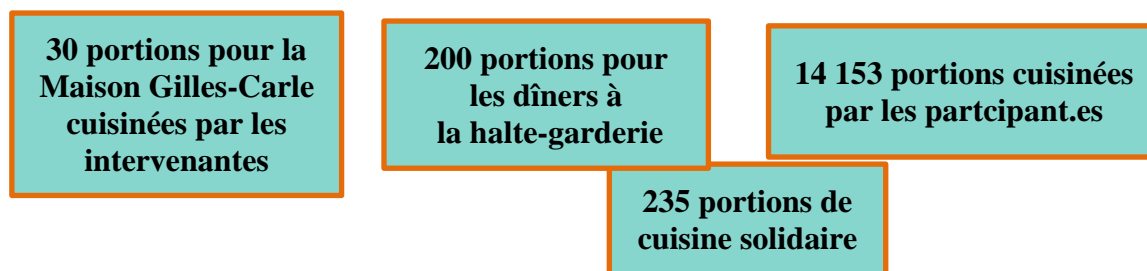 30 portions pour la
Maison Gilles-Carle
cuisinées par les
intervenantes
200 portions pour
les dîners à
la halte-garderie
14 153 portions cuisinées
par les partcipant.es
235 portions de
cuisine solidaire